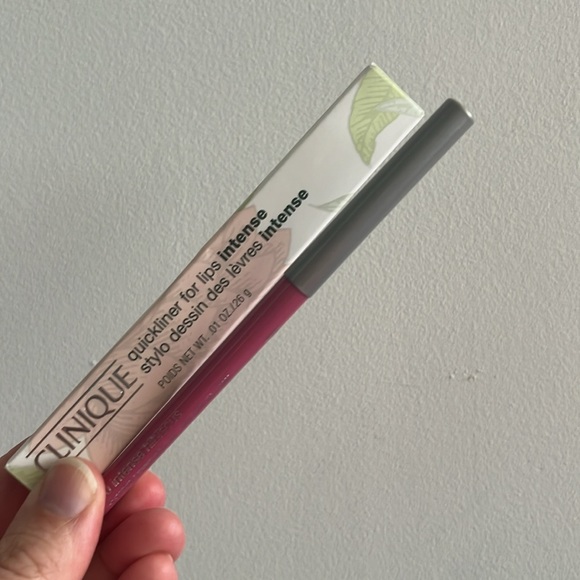 CLINIQUE
quickliner for lips intense
stylo dessin des lèvres intense
POIDS NET WT. .01 OZ./.26 g